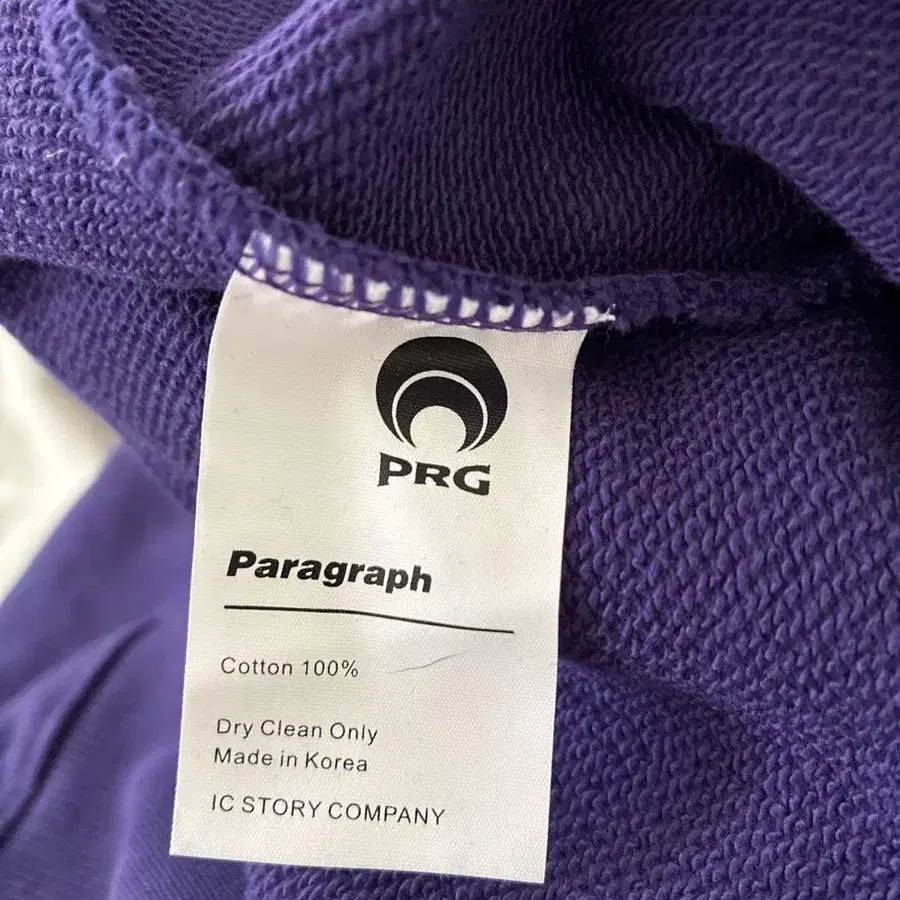 PRG
Paragraph
Cotton 100%
Dry Clean Only
Made in Korea
IC STORY COMPANY